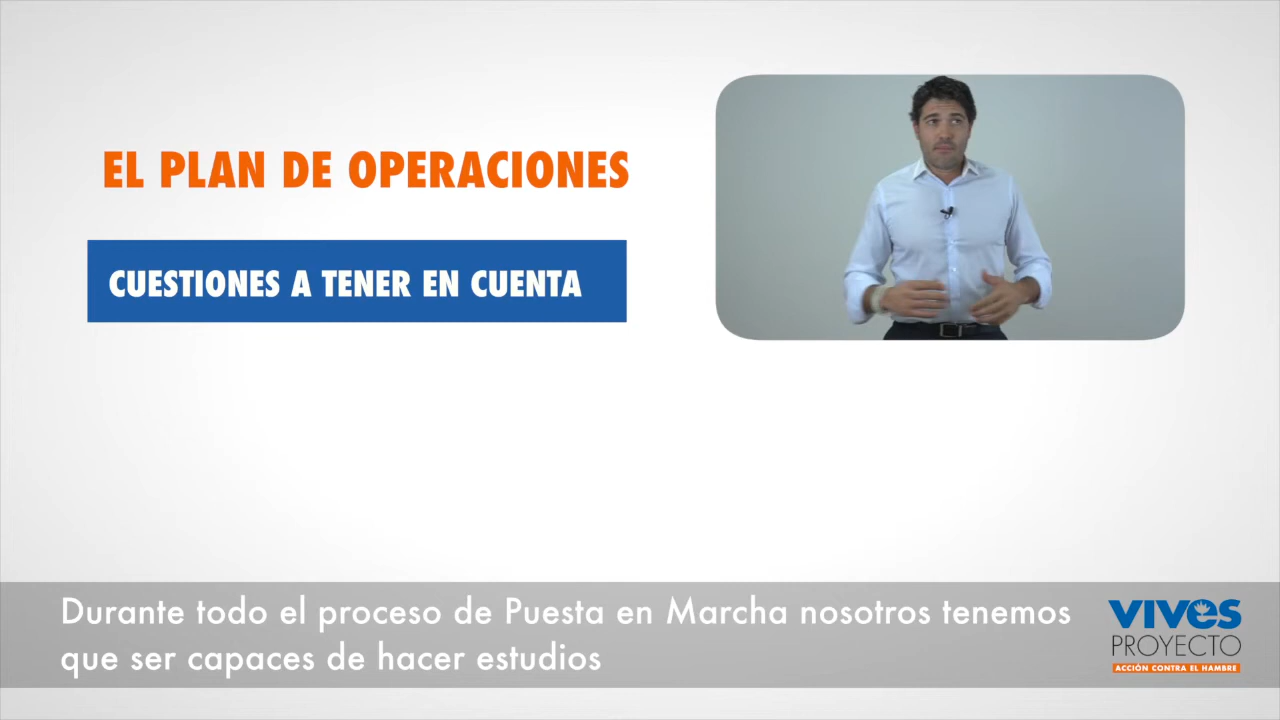 EL PLAN DE OPERACIONES
CUESTIONES A TENER EN CUENTA
Durante todo el proceso de Puesta en Marcha nosotros tenemos
que ser capaces de hacer estudios
VIVES
PROYECTO
ACCIÓN CONTRA EL HAMBRE